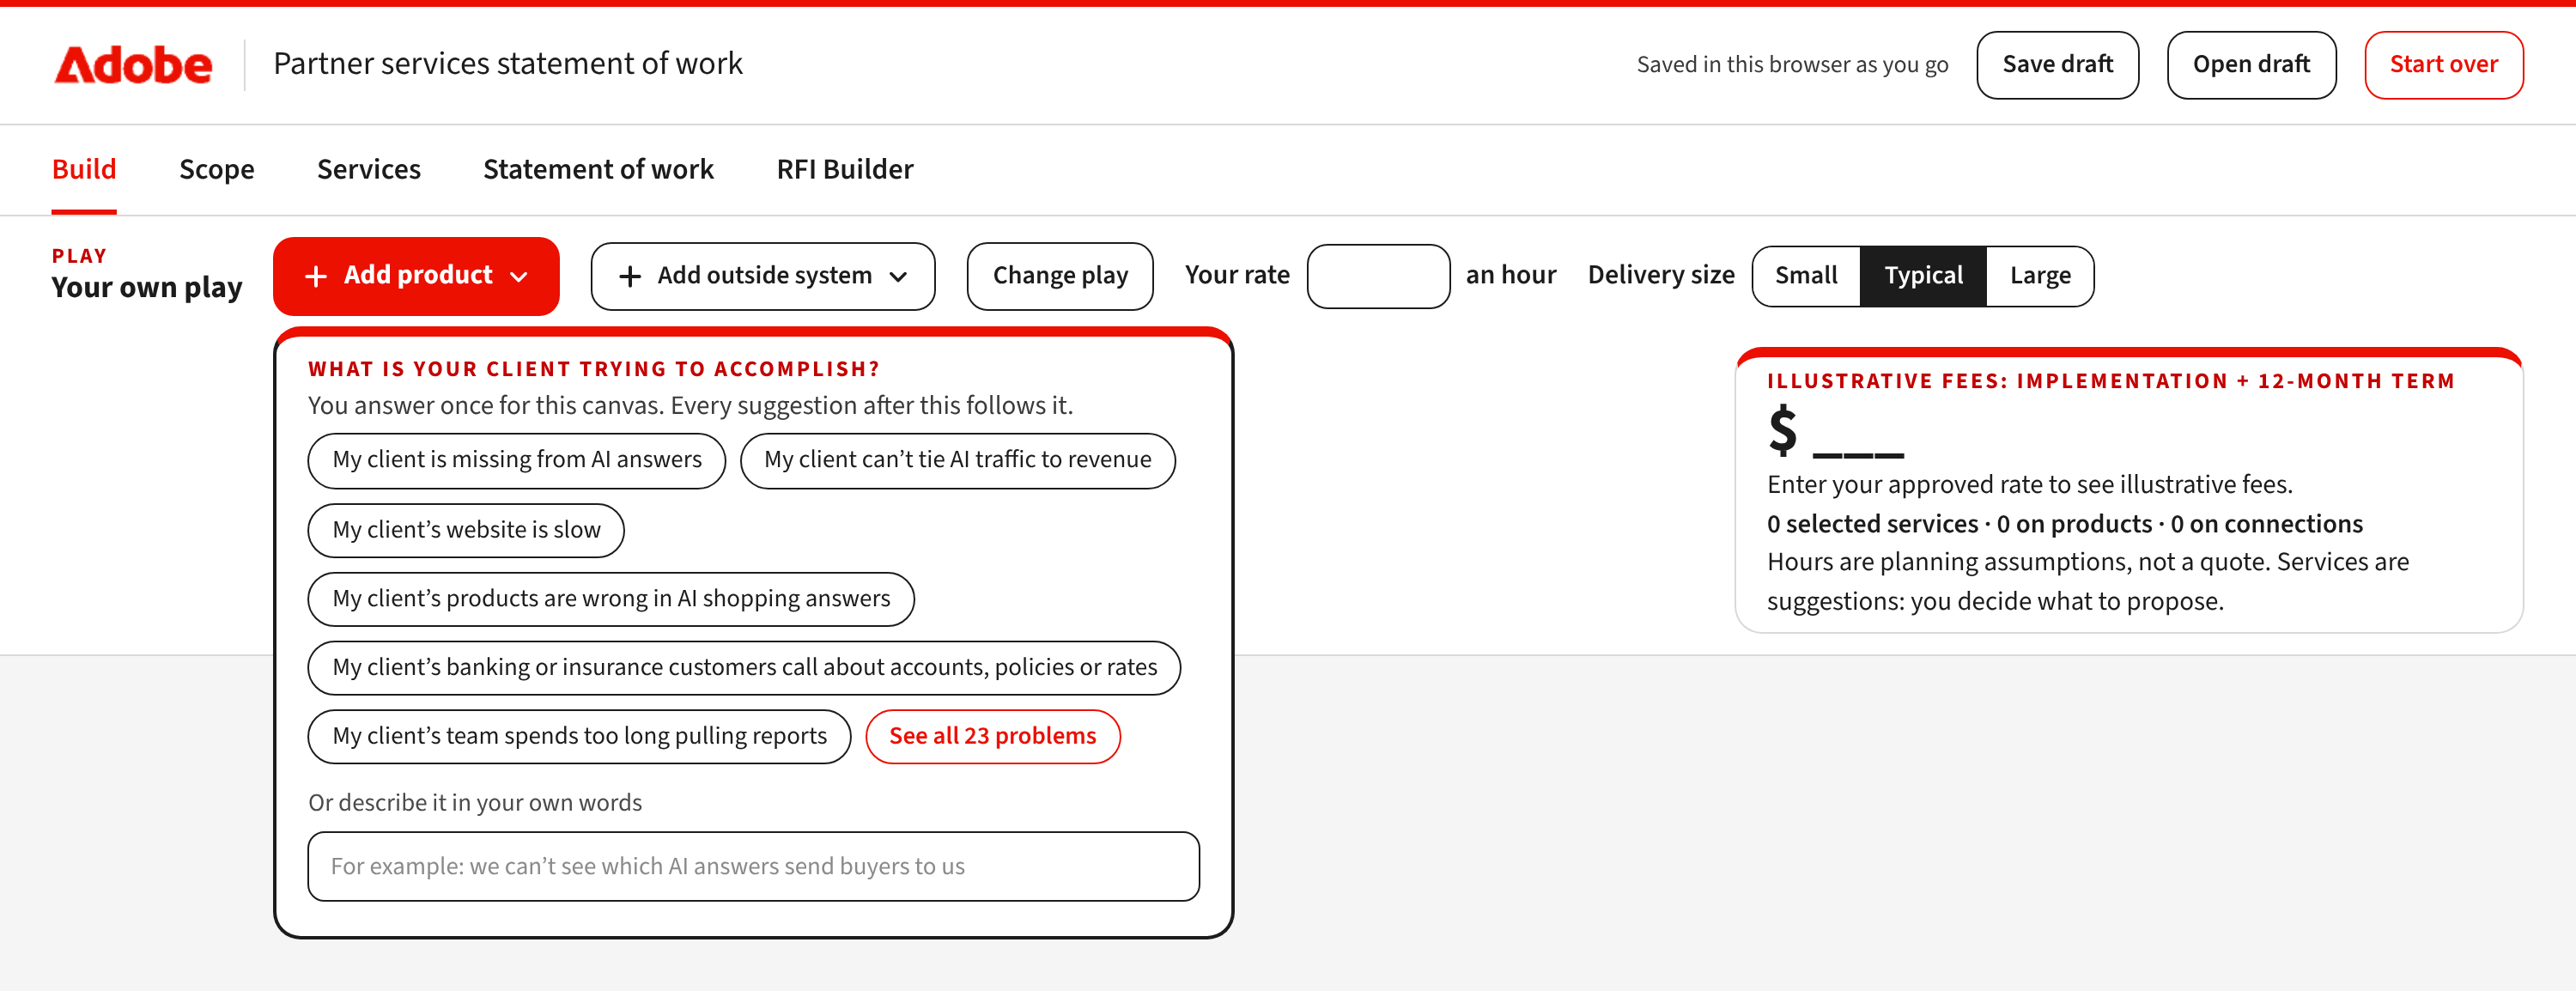 Adobe
Partner services statement of work
Saved in this browser as you go
Save draft
Open draft
Start over
Build
Scope
Services
Statement of work
RFI Builder
PLAY
Your own play
+ Add product
+ Add outside system
Change play
Your rate
an hour
Delivery size
Small
Typical
Large
WHAT IS YOUR CLIENT TRYING TO ACCOMPLISH?
You answer once for this canvas. Every suggestion after this follows it.
My client is missing from AI answers
My client can’t tie AI traffic to revenue
My client’s website is slow
My client’s products are wrong in AI shopping answers
My client’s banking or insurance customers call about accounts, policies or rates
My client’s team spends too long pulling reports
See all 23 problems
Or describe it in your own words
For example: we can’t see which AI answers send buyers to us
ILLUSTRATIVE FEES: IMPLEMENTATION + 12-MONTH TERM
$ ___
Enter your approved rate to see illustrative fees.
0 selected services · 0 on products · 0 on connections
Hours are planning assumptions, not a quote. Services are
suggestions: you decide what to propose.